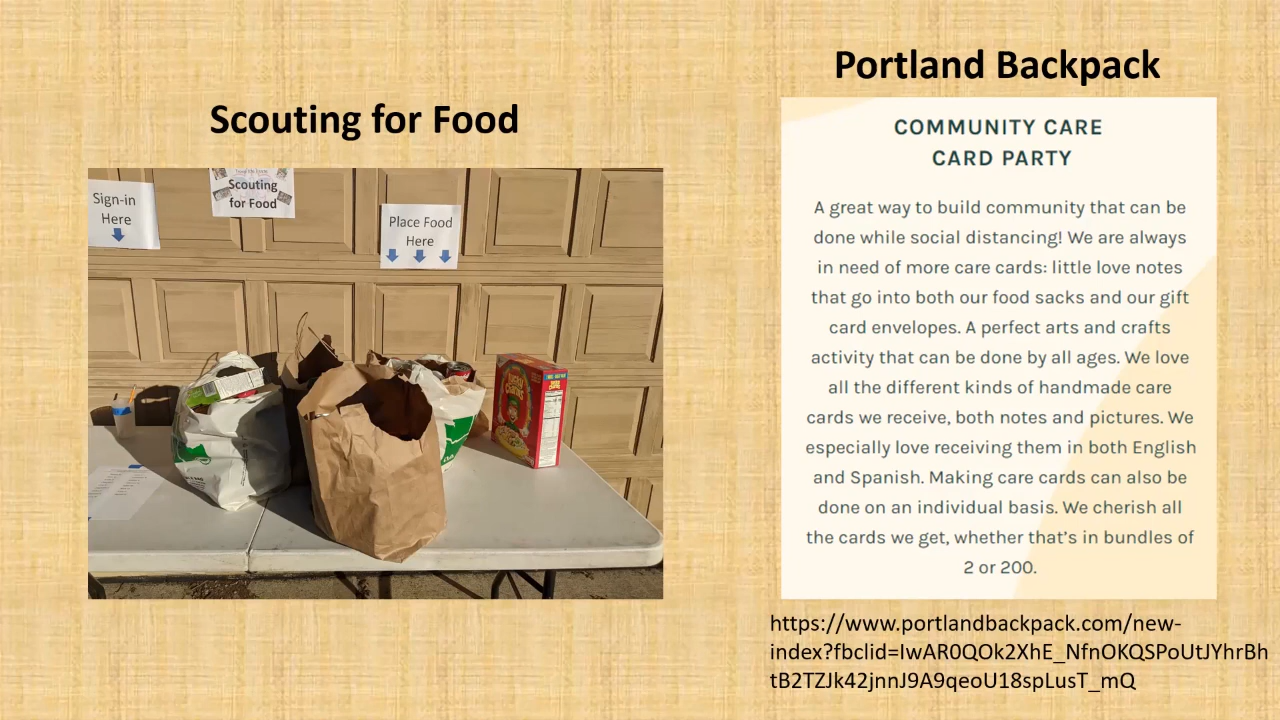 Portland Backpack
Scouting for Food
Sign-in
Here
Scouting
for Food
Place Food
Here
COMMUNITY CARE
CARD PARTY
A great way to build community that can be
done while social distancing! We are always
in need of more care cards: little love notes
that go into both our food sacks and our gift
card envelopes. A perfect arts and crafts
activity that can be done by all ages. We love
all the different kinds of handmade care
cards we receive, both notes and pictures. We
especially love receiving them in both English
and Spanish. Making care cards can also be
done on an individual basis. We cherish all
the cards we get, whether that's in bundles of
2 or 200.
https://www.portlandbackpack.com/new-
index?fbclid=IwAR0QOk2XhE_NfnOKQSPoUtJYhrBh
tB2TZJk42jnnJ9A9qeoU18spLusT_mQ